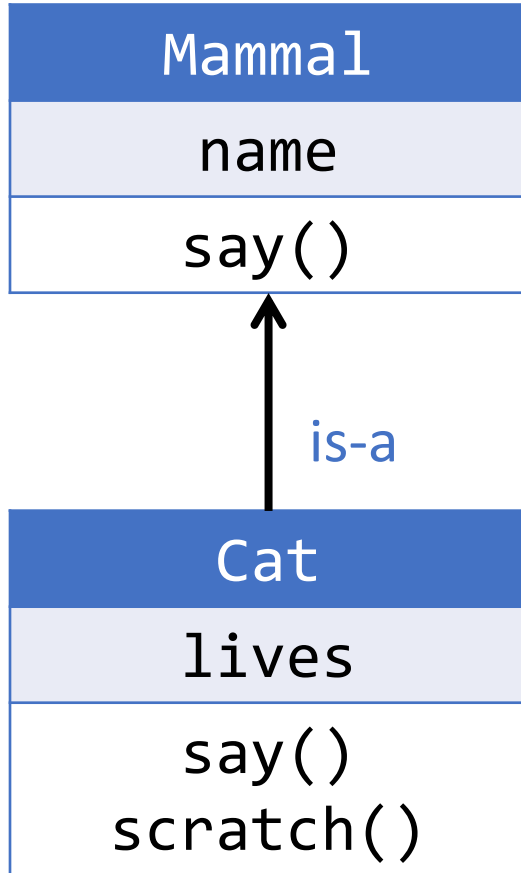 Mammal
name
say()
is-a
Cat
lives
say()
scratch()